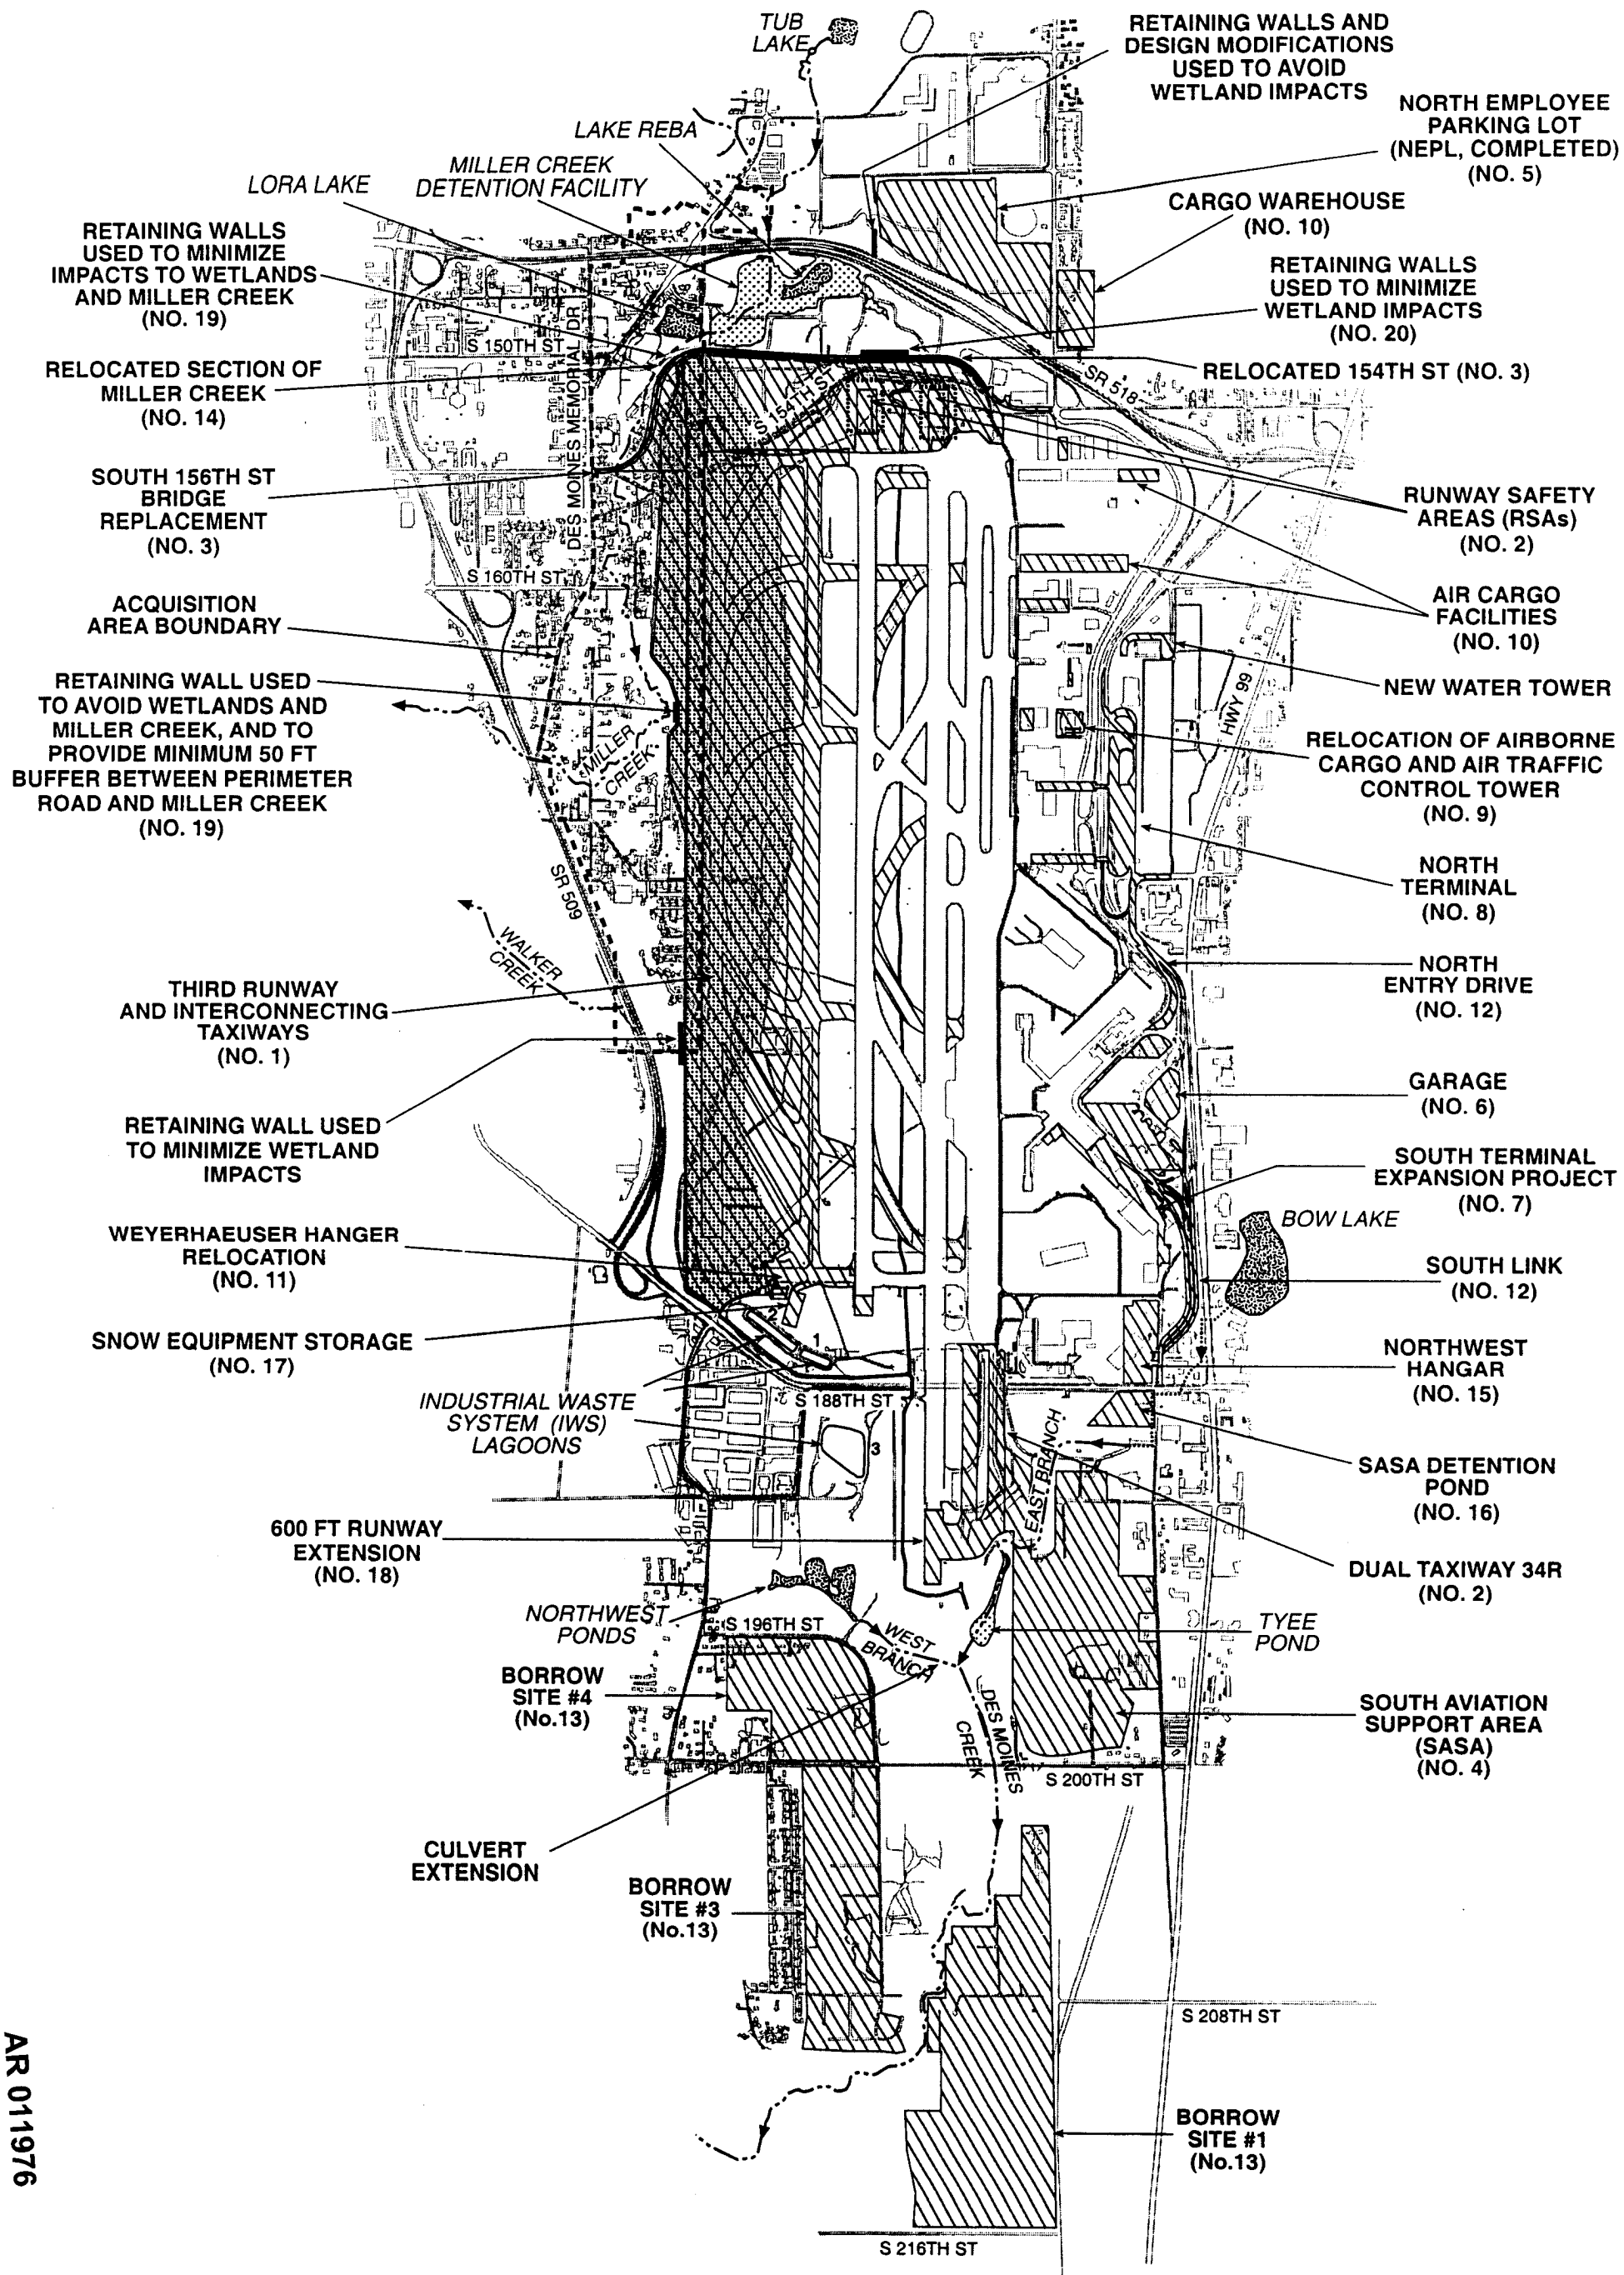 TUB
LAKE
RETAINING WALLS AND
DESIGN MODIFICATIONS
USED TO AVOID
WETLAND IMPACTS
NORTH EMPLOYEE
PARKING LOT
(NEPL, COMPLETED)
(NO. 5)
LAKE REBA
MILLER CREEK
DETENTION FACILITY
LORA LAKE
CARGO WAREHOUSE
(NO. 10)
RETAINING WALLS
USED TO MINIMIZE
IMPACTS TO WETLANDS
AND MILLER CREEK
(NO. 19)
RETAINING WALLS
USED TO MINIMIZE
WETLAND IMPACTS
(NO. 20)
S 150TH ST
DES MOINES MEMORIAL DR
RELOCATED SECTION OF
MILLER CREEK
(NO. 14)
RELOCATED 154TH ST (NO. 3)
SR 518
S 154TH ST
SOUTH 156TH ST
BRIDGE
REPLACEMENT
(NO. 3)
RUNWAY SAFETY
AREAS (RSAs)
(NO. 2)
S 160TH ST
ACQUISITION
AREA BOUNDARY
AIR CARGO
FACILITIES
(NO. 10)
RETAINING WALL USED
TO AVOID WETLANDS AND
MILLER CREEK, AND TO
PROVIDE MINIMUM 50 FT
BUFFER BETWEEN PERIMETER
ROAD AND MILLER CREEK
(NO. 19)
NEW WATER TOWER
HWY 99
MILLER
CREEK
RELOCATION OF AIRBORNE
CARGO AND AIR TRAFFIC
CONTROL TOWER
(NO. 9)
NORTH
TERMINAL
(NO. 8)
SR 509
WALKER
CREEK
NORTH
ENTRY DRIVE
(NO. 12)
THIRD RUNWAY
AND INTERCONNECTING
TAXIWAYS
(NO. 1)
GARAGE
(NO. 6)
RETAINING WALL USED
TO MINIMIZE WETLAND
IMPACTS
SOUTH TERMINAL
EXPANSION PROJECT
(NO. 7)
BOW LAKE
WEYERHAEUSER HANGER
RELOCATION
(NO. 11)
SOUTH LINK
(NO. 12)
SNOW EQUIPMENT STORAGE
(NO. 17)
2
1
NORTHWEST
HANGAR
(NO. 15)
INDUSTRIAL WASTE
SYSTEM (IWS)
LAGOONS
S 188TH ST
3
EAST BRANCH
SASA DETENTION
POND
(NO. 16)
600 FT RUNWAY
EXTENSION
(NO. 18)
DUAL TAXIWAY 34R
(NO. 2)
NORTHWEST
PONDS
S 196TH ST
WEST
BRANCH
TYEE
POND
BORROW
SITE #4
(No.13)
DES MOINES
CREEK
SOUTH AVIATION
SUPPORT AREA
(SASA)
(NO. 4)
S 200TH ST
CULVERT
EXTENSION
BORROW
SITE #3
(No.13)
S 208TH ST
BORROW
SITE #1
(No.13)
S 216TH ST
AR 011976